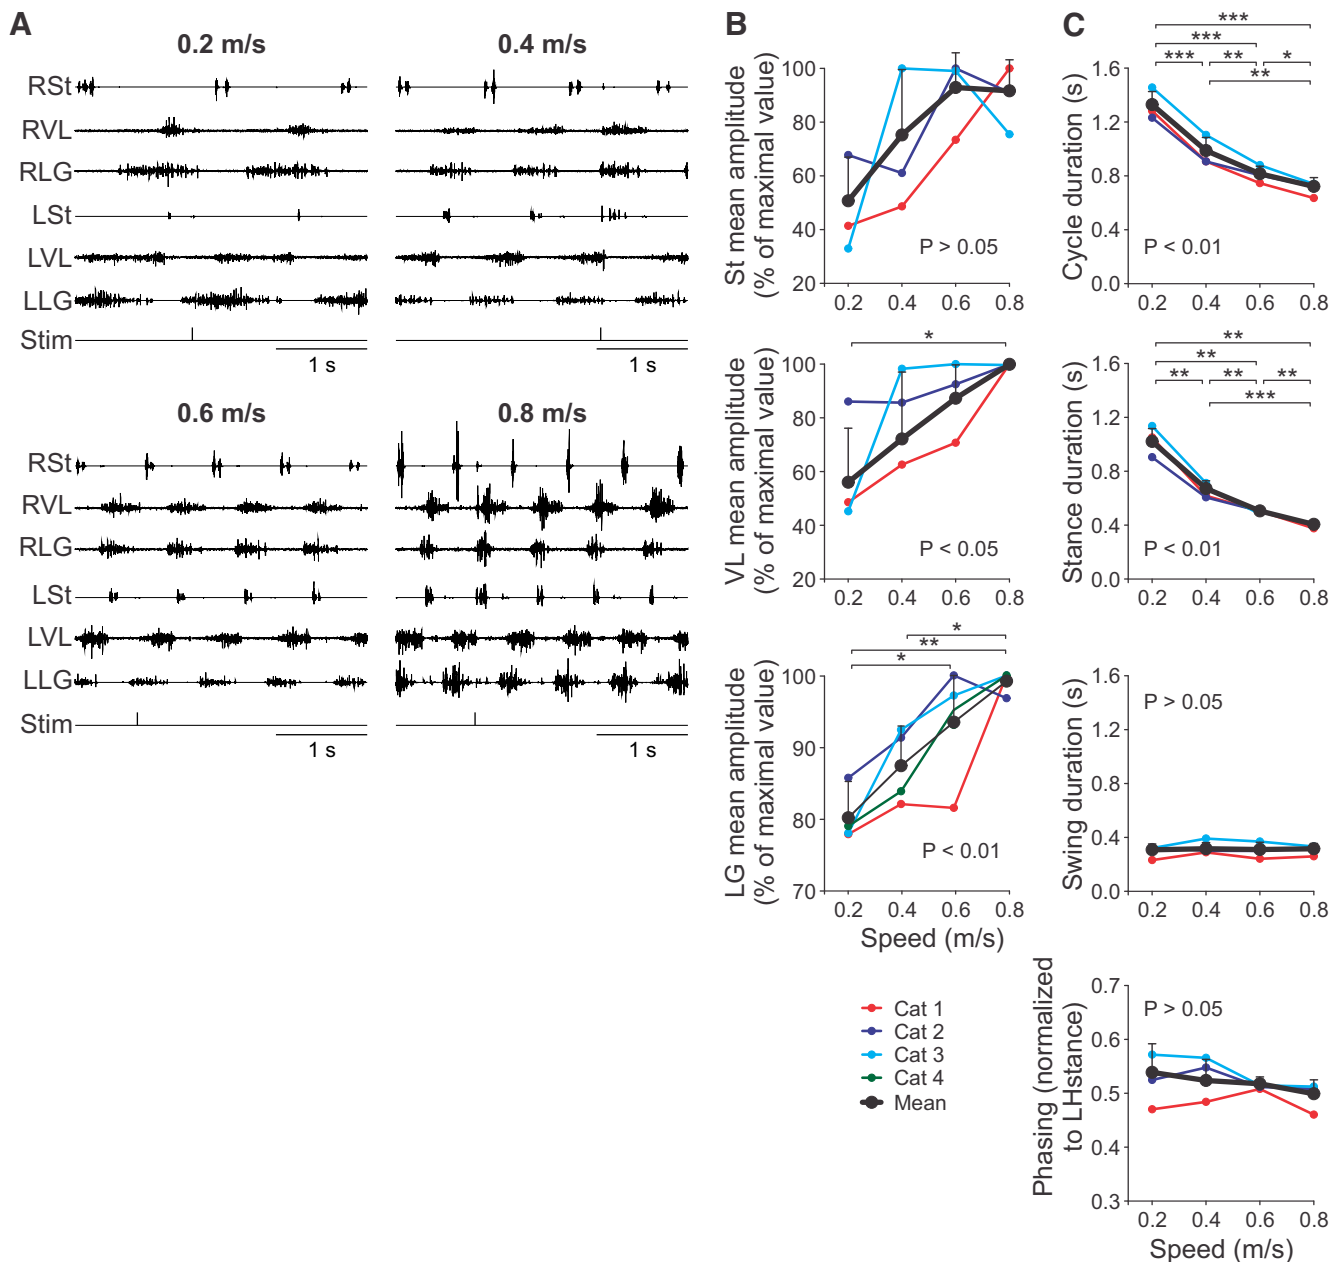 A
0.2 m/s
0.4 m/s
RSt
RVL
RLG
LSt
LVL
LLG
Stim
1 s
1 s
0.6 m/s
0.8 m/s
RSt
RVL
RLG
LSt
LVL
LLG
Stim
1 s
1 s
B
St mean amplitude
(% of maximal value)
100
80
60
40
20
P > 0.05
0.2 0.4 0.6 0.8
*
VL mean amplitude
(% of maximal value)
100
80
60
40
20
P < 0.05
0.2 0.4 0.6 0.8
*
**
*
LG mean amplitude
(% of maximal value)
100
90
80
70
P < 0.01
0.2 0.4 0.6 0.8
Speed (m/s)
Cat 1
Cat 2
Cat 3
Cat 4
Mean
C
***
***
*** ** *
**
Cycle duration (s)
1.6
1.2
0.8
0.4
0.0
P < 0.01
0.2 0.4 0.6 0.8
**
**
** ** **
***
Stance duration (s)
1.6
1.2
0.8
0.4
0.0
P < 0.01
0.2 0.4 0.6 0.8
Swing duration (s)
1.6
1.2
0.8
0.4
0.0
P > 0.05
0.2 0.4 0.6 0.8
Phasing (normalized
to LHstance)
0.7
0.6
0.5
0.4
0.3
P > 0.05
0.2 0.4 0.6 0.8
Speed (m/s)